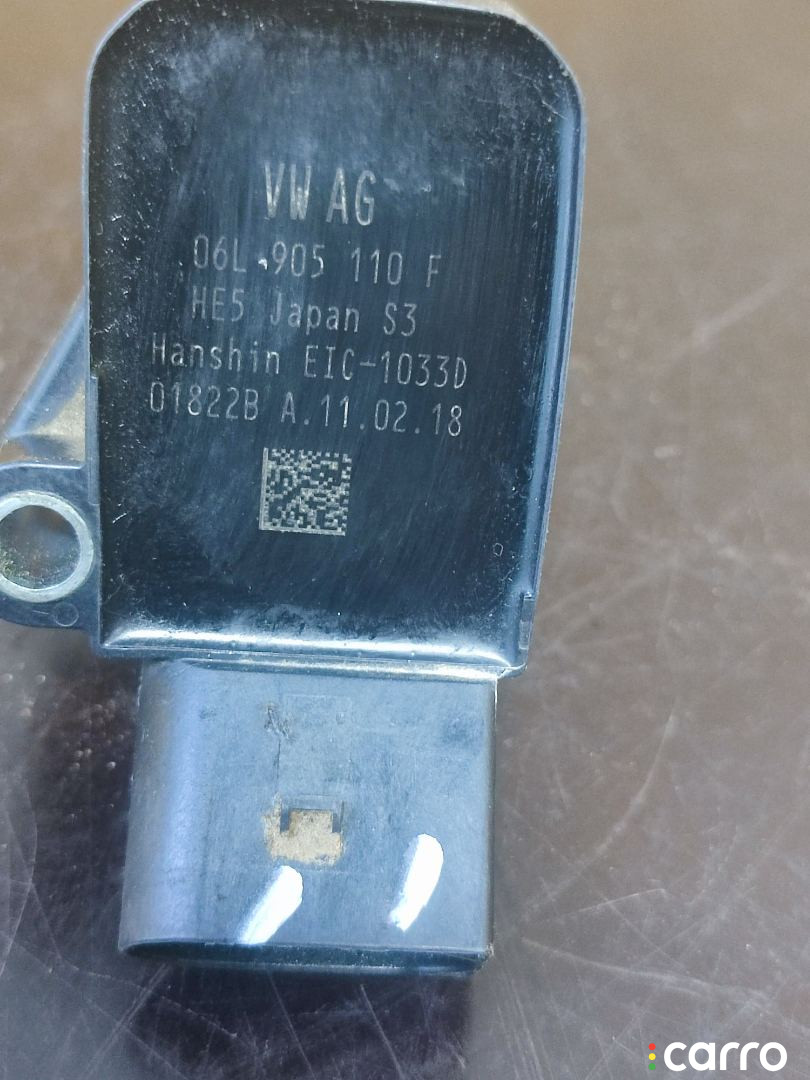 VW AG
06L 905 110 F
HE5 Japan S3
Hanshin EIC-1033D
01822B A.11.02.18
carro